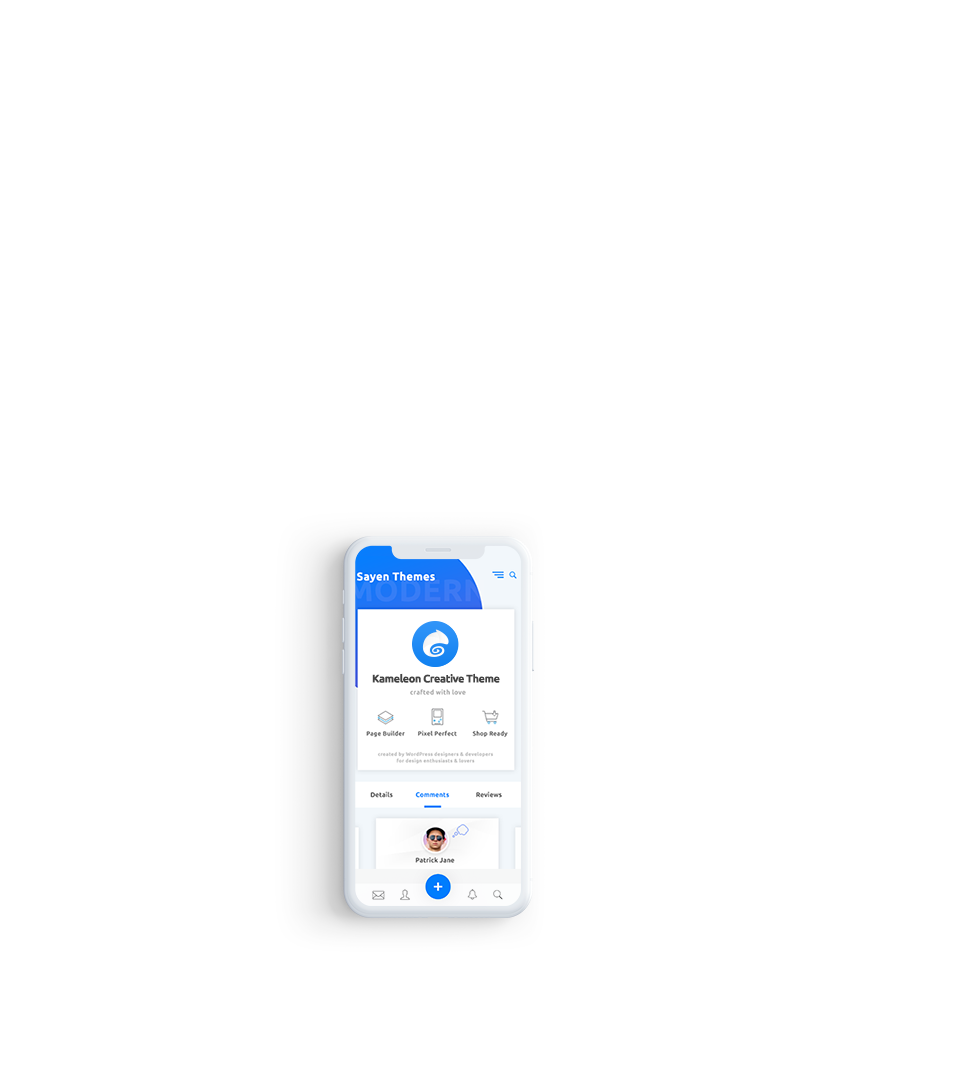 Sayen Themes
MODERN
Kameleon Creative Theme
crafted with love
Page Builder Pixel Perfect Shop Ready
created by WordPress designers & developers
for design enthusiasts & lovers
Details Comments Reviews
Patrick Jane